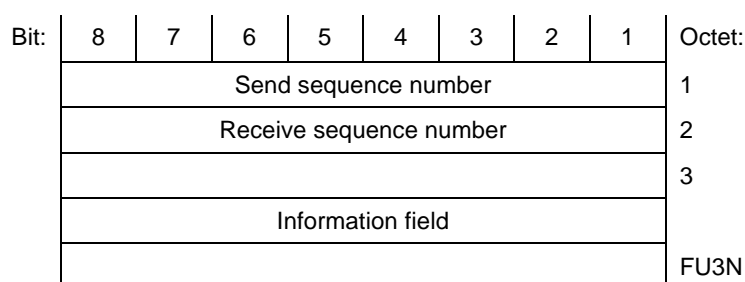 Bit: 8 7 6 5 4 3 2 1 Octet:
Send sequence number 1
Receive sequence number 2
3
Information field
FU3N